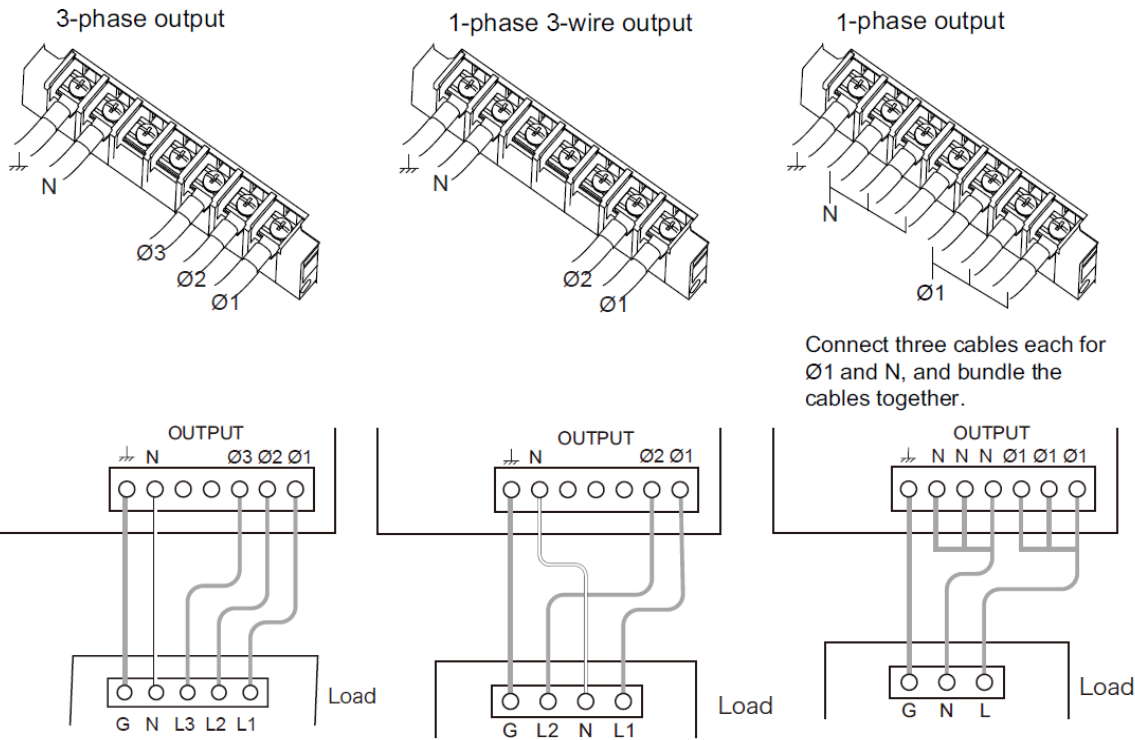 3-phase output
1-phase 3-wire output
1-phase output
N
Ø3
Ø2
Ø1
N
Ø2
Ø1
N
Ø1
Connect three cables each for
Ø1 and N, and bundle the
cables together.
OUTPUT
N Ø3 Ø2 Ø1
Load
G N L3 L2 L1
OUTPUT
N Ø2 Ø1
Load
G L2 N L1
OUTPUT
N N N Ø1 Ø1 Ø1
Load
G N L